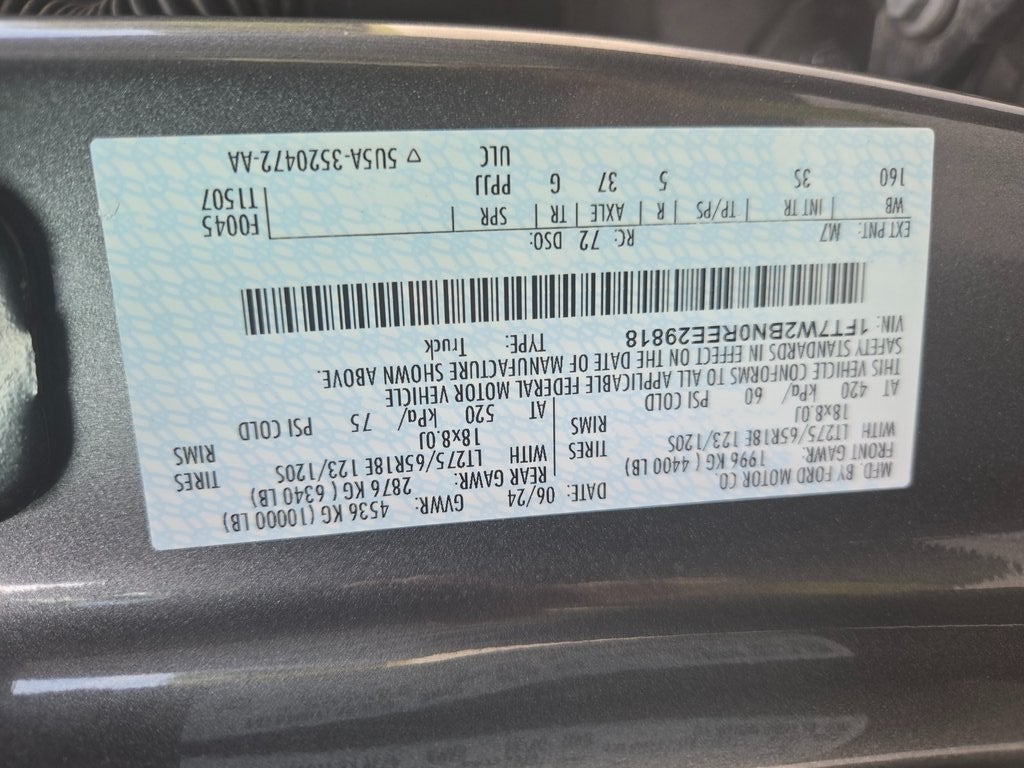 MFD. BY FORD MOTOR CO. DATE: 06/24 GVWR: 4536 KG (10000 LB)
FRONT GAWR: 1996 KG (4400 LB) REAR GAWR: 2876 KG (6340 LB)
WITH LT275/65R18E 123/120S TIRES WITH LT275/65R18E 123/120S TIRES
18x8.0J RIMS 18x8.0J RIMS
AT 420 kPa/ 60 PSI COLD AT 520 kPa/ 75 PSI COLD
THIS VEHICLE CONFORMS TO ALL APPLICABLE FEDERAL MOTOR VEHICLE
SAFETY STANDARDS IN EFFECT ON THE DATE OF MANUFACTURE SHOWN ABOVE.
VIN: 1FT7W2BN0REE29818 TYPE: Truck
EXT PNT: M7 RC: 72 DSO: F0045
WB | INT TR | TP/PS | R | AXLE | TR | SPR | T1507
160 3S 5 37 G PPJJ
ULC ▽ 5U5A-3520472-AA